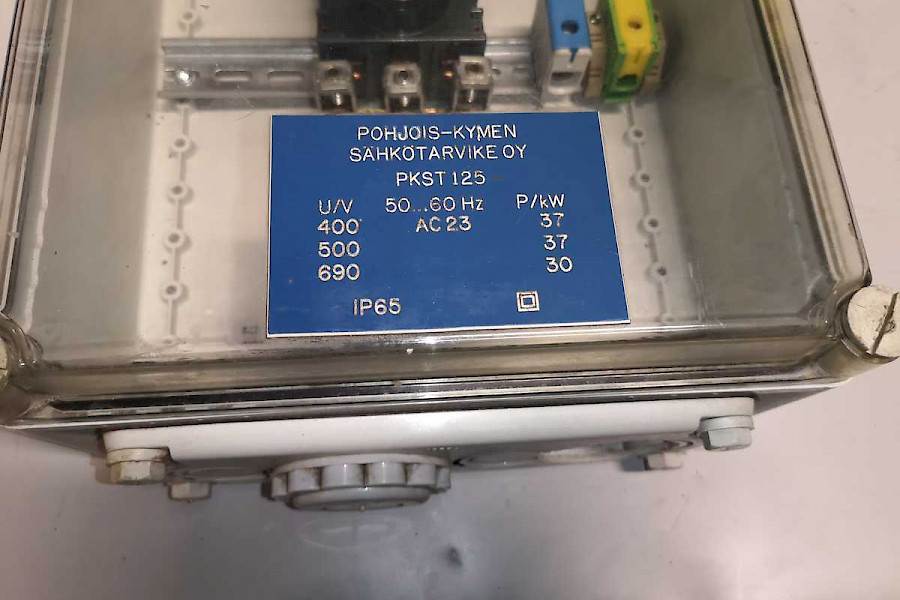 POHJOIS-KYMEN
SÄHKÖTARVIKE OY
PKST 125
U/V 50...60 Hz P/kW
400 AC 23 37
500 37
690 30
IP65